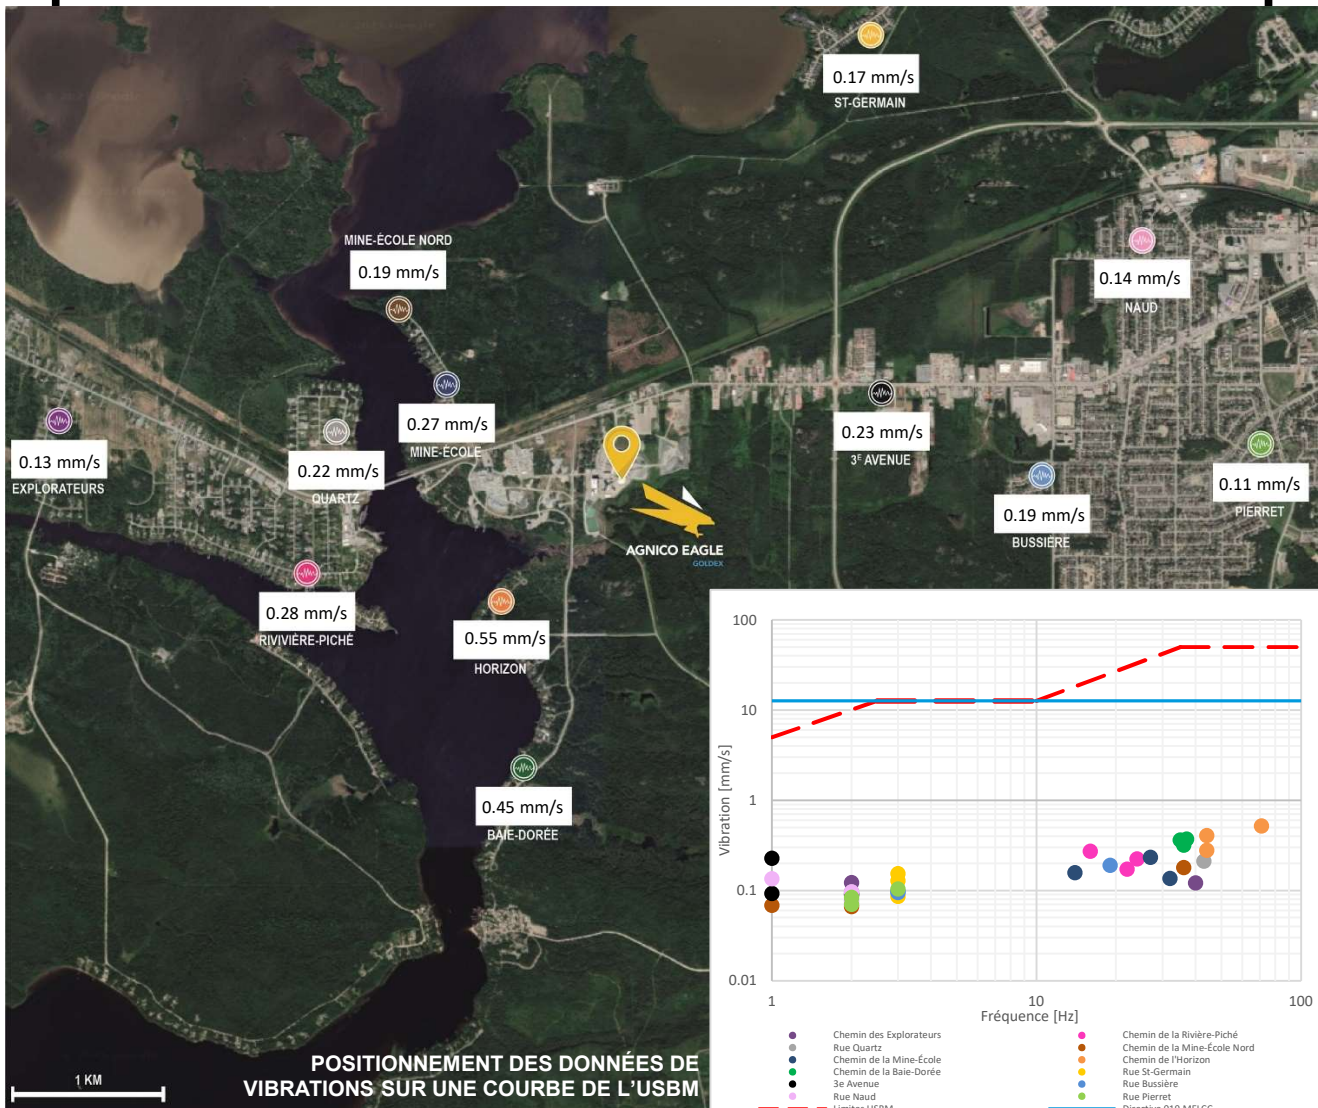 0.17 mm/s
ST-GERMAIN
MINE-ÉCOLE NORD
0.19 mm/s
0.14 mm/s
NAUD
0.27 mm/s
MINE-ÉCOLE
0.23 mm/s
3E AVENUE
0.13 mm/s
EXPLORATEURS
0.22 mm/s
QUARTZ
0.11 mm/s
PIERRET
0.19 mm/s
BUSSIÈRE
AGNICO EAGLE
GOLDEX
0.28 mm/s
RIVIVIÈRE-PICHÉ
0.55 mm/s
HORIZON
0.45 mm/s
BAIE-DORÉE
100
10
1
0.1
0.01
Vibration [mm/s]
1
10
100
Fréquence [Hz]
Chemin des Explorateurs
Chemin de la Rivière-Piché
Rue Quartz
Chemin de la Mine-École Nord
Chemin de la Mine-École
Chemin de l'Horizon
Chemin de la Baie-Dorée
Rue St-Germain
3e Avenue
Rue Bussière
Rue Naud
Rue Pierret
Limites USBM
Directive 019 MELCC
1 KM
POSITIONNEMENT DES DONNÉES DE
VIBRATIONS SUR UNE COURBE DE L'USBM